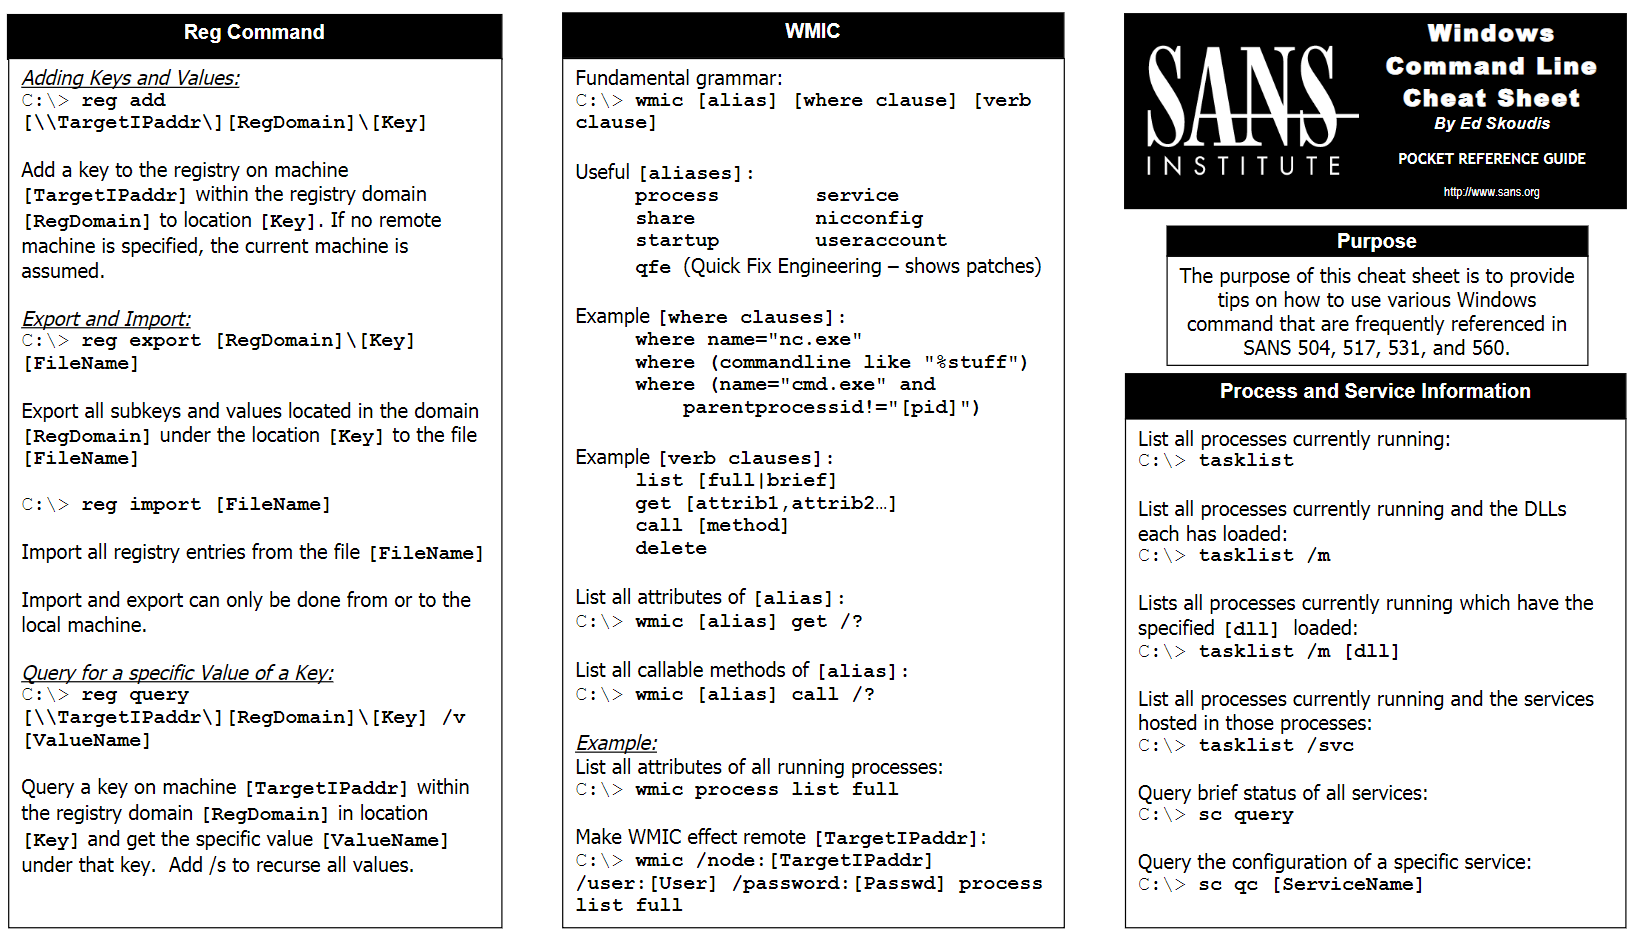 Reg Command
Adding Keys and Values:
C:\> reg add
[\\TargetIPaddr\][RegDomain]\[Key]
Add a key to the registry on machine
[TargetIPaddr] within the registry domain
[RegDomain] to location [Key]. If no remote
machine is specified, the current machine is
assumed.
Export and Import:
C:\> reg export [RegDomain]\[Key]
[FileName]
Export all subkeys and values located in the domain
[RegDomain] under the location [Key] to the file
[FileName]
C:\> reg import [FileName]
Import all registry entries from the file [FileName]
Import and export can only be done from or to the
local machine.
Query for a specific Value of a Key:
C:\> reg query
[\\TargetIPaddr\][RegDomain]\[Key] /v
[ValueName]
Query a key on machine [TargetIPaddr] within
the registry domain [RegDomain] in location
[Key] and get the specific value [ValueName]
under that key.  Add /s to recurse all values.
WMIC
Fundamental grammar:
C:\> wmic [alias] [where clause] [verb
clause]
Useful [aliases]:
process service
share nicconfig
startup useraccount
qfe (Quick Fix Engineering – shows patches)
Example [where clauses]:
where name="nc.exe"
where (commandline like "%stuff")
where (name="cmd.exe" and
parentprocessid!="[pid]")
Example [verb clauses]:
list [full|brief]
get [attrib1,attrib2…]
call [method]
delete
List all attributes of [alias]:
C:\> wmic [alias] get /?
List all callable methods of [alias]:
C:\> wmic [alias] call /?
Example:
List all attributes of all running processes:
C:\> wmic process list full
Make WMIC effect remote [TargetIPaddr]:
C:\> wmic /node:[TargetIPaddr]
/user:[User] /password:[Passwd] process
list full
SANS
INSTITUTE
Windows
Command Line
Cheat Sheet
By Ed Skoudis
POCKET REFERENCE GUIDE
http://www.sans.org
Purpose
The purpose of this cheat sheet is to provide
tips on how to use various Windows
command that are frequently referenced in
SANS 504, 517, 531, and 560.
Process and Service Information
List all processes currently running:
C:\> tasklist
List all processes currently running and the DLLs
each has loaded:
C:\> tasklist /m
Lists all processes currently running which have the
specified [dll] loaded:
C:\> tasklist /m [dll]
List all processes currently running and the services
hosted in those processes:
C:\> tasklist /svc
Query brief status of all services:
C:\> sc query
Query the configuration of a specific service:
C:\> sc qc [ServiceName]